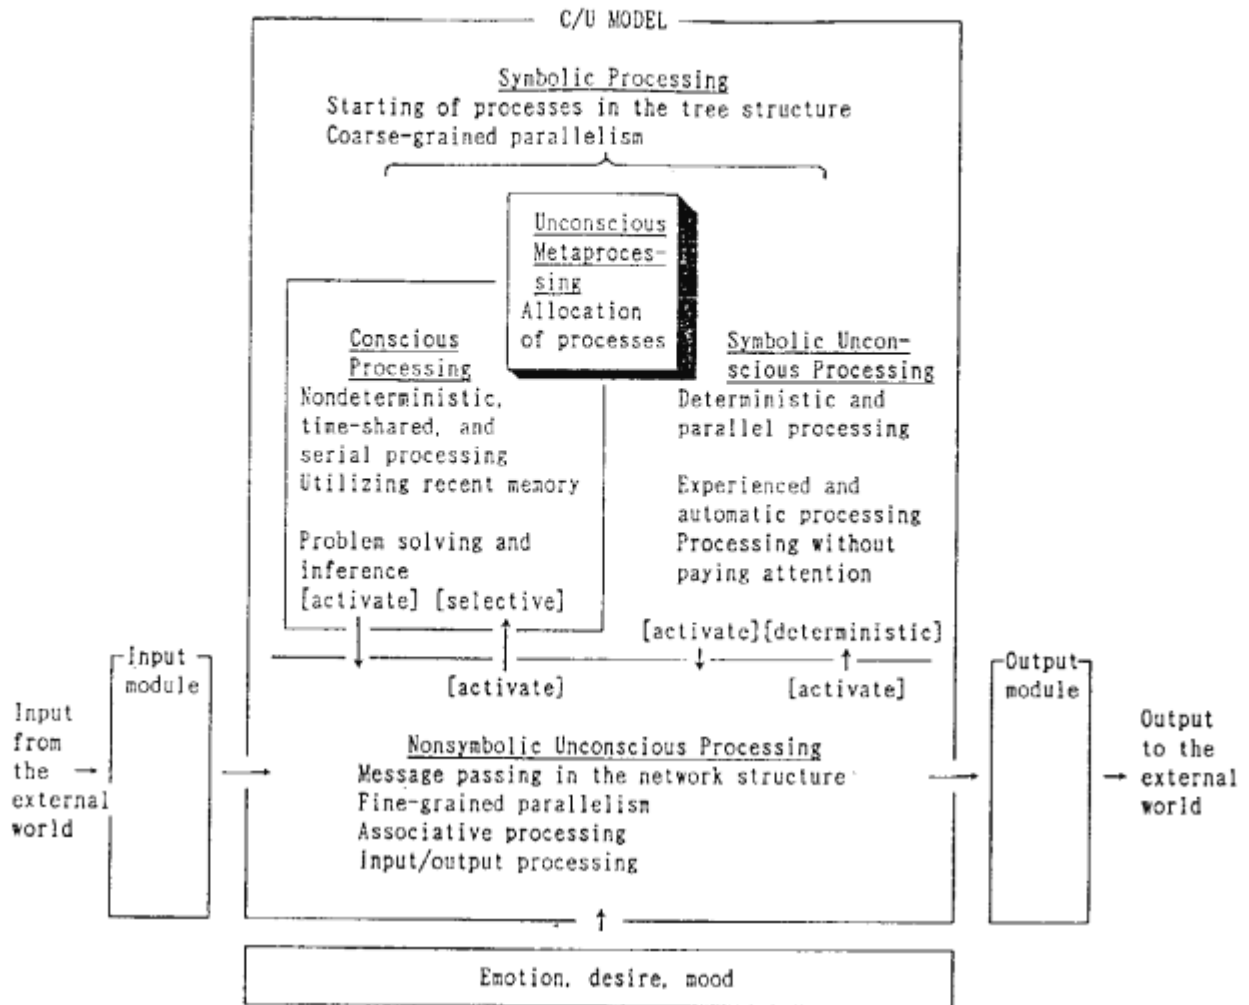 C/U MODEL
Symbolic Processing
Starting of processes in the tree structure
Coarse-grained parallelism
Unconscious
Metaproces-
sing
Allocation
of processes
Conscious
Processing
Nondeterministic,
time-shared, and
serial processing
Utilizing recent memory
Problem solving and
inference
[activate] [selective]
Symbolic Uncon-
scious Processing
Deterministic and
parallel processing
Experienced and
automatic processing
Processing without
paying attention
[activate][deterministic]
[activate]
[activate]
Input
module
Input
from
the
external
world
Nonsymbolic Unconscious Processing
Message passing in the network structure
Fine-grained parallelism
Associative processing
Input/output processing
Output
module
Output
to the
external
world
Emotion, desire, mood